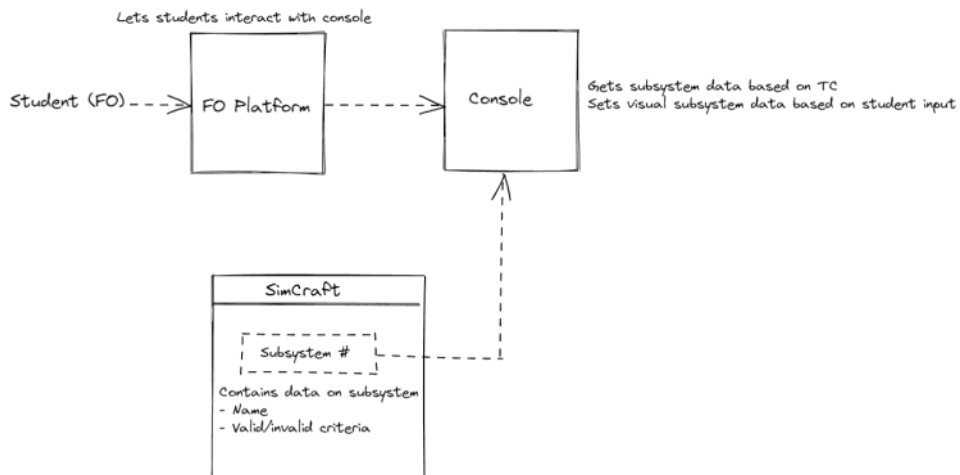 Lets students interact with console
Student (FO)
FO Platform
Console
Gets subsystem data based on TC
Sets visual subsystem data based on student input
SimCraft
Subsystem #
Contains data on subsystem
- Name
- Valid/invalid criteria